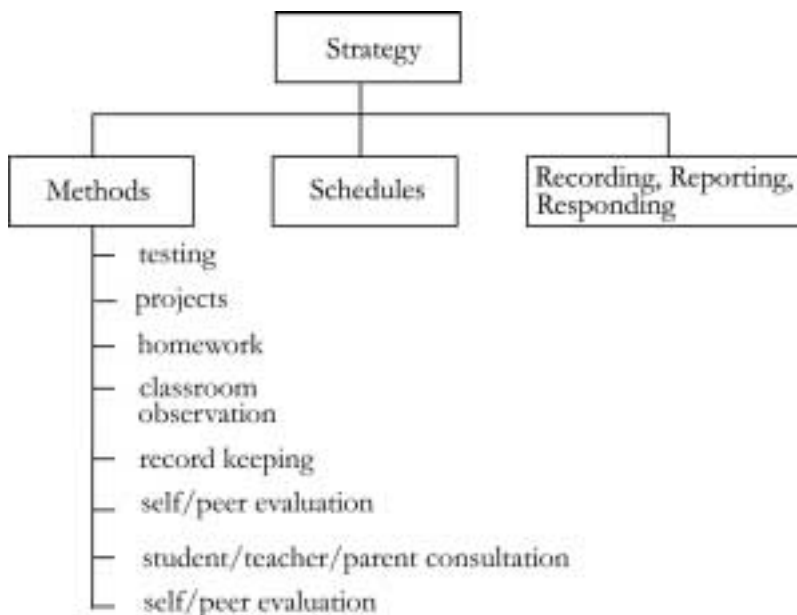 Strategy
Methods
Schedules
Recording, Reporting,
Responding
testing
projects
homework
classroom
observation
record keeping
self/peer evaluation
student/teacher/parent consultation
self/peer evaluation